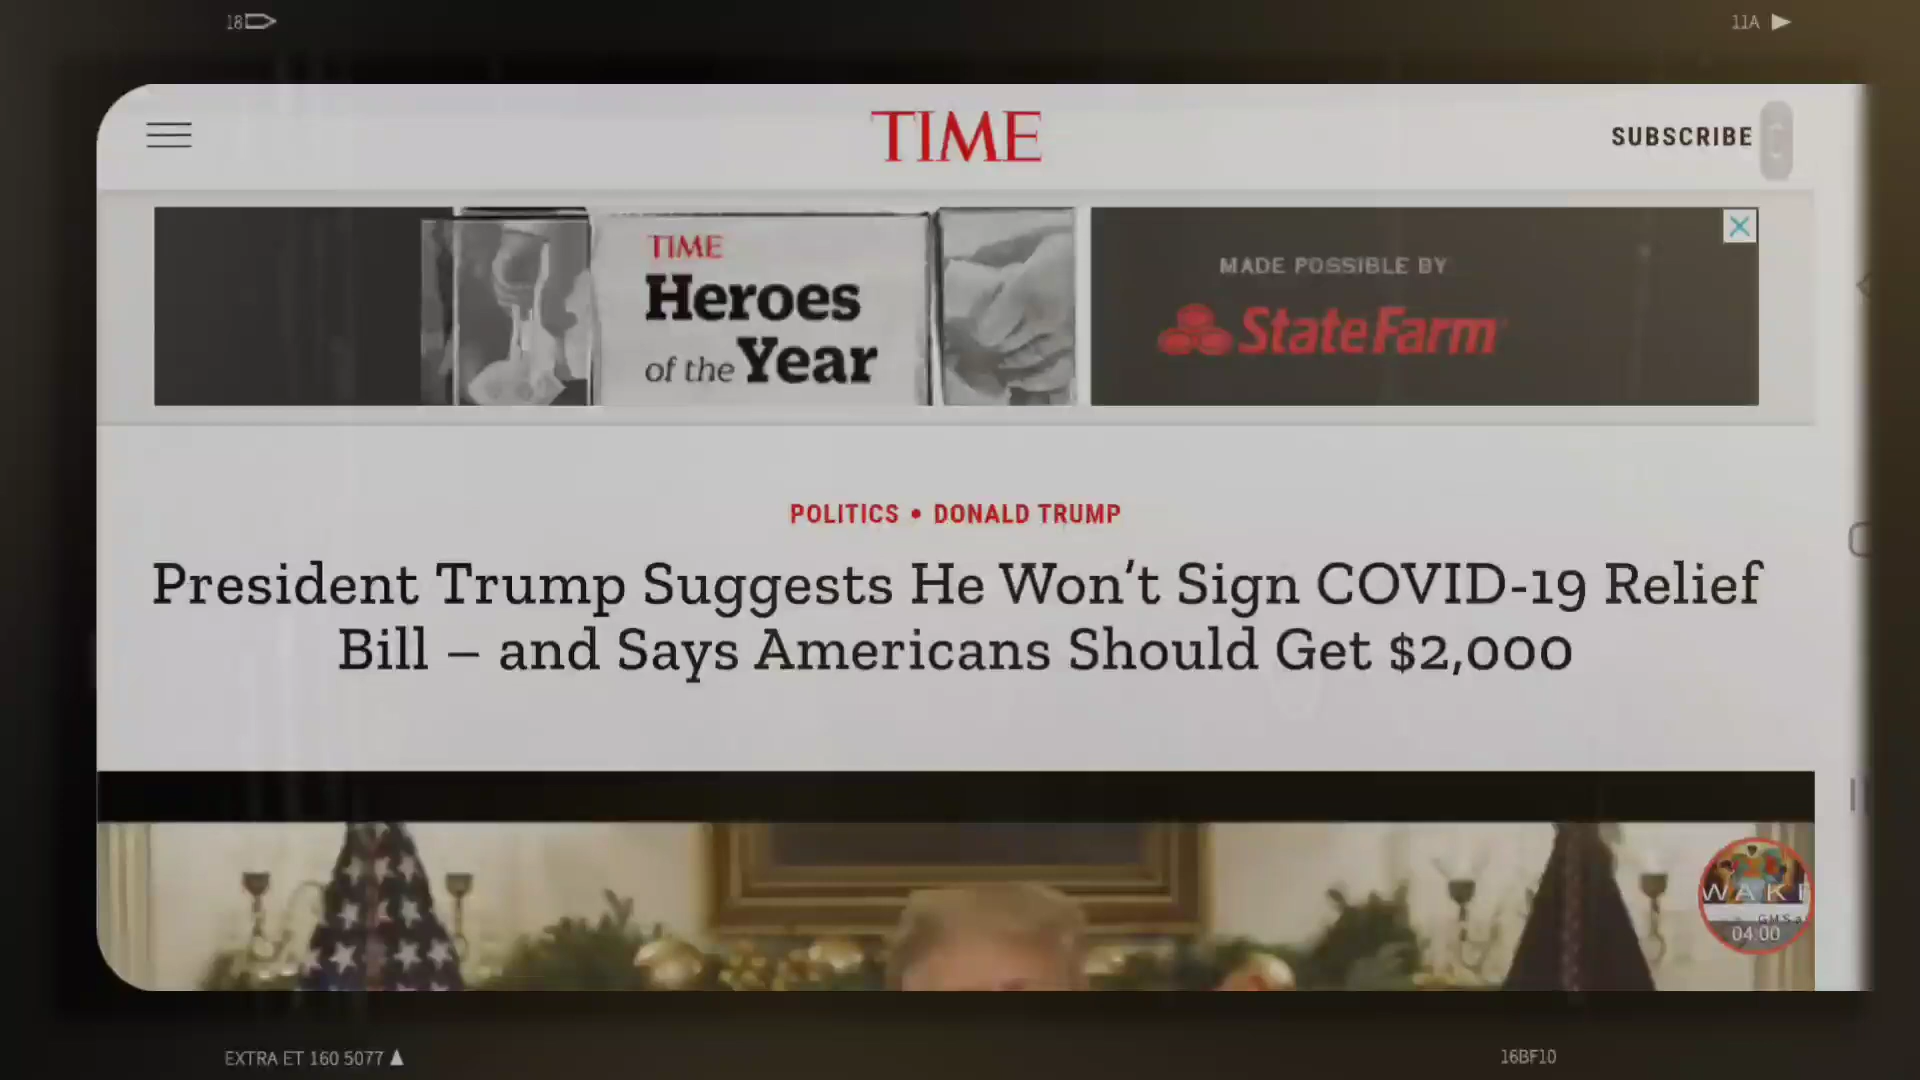 18
11A
TIME
SUBSCRIBE
TIME
Heroes
of the Year
MADE POSSIBLE BY
StateFarm
POLITICS • DONALD TRUMP
President Trump Suggests He Won't Sign COVID-19 Relief
Bill – and Says Americans Should Get $2,000
04:00
EXTRA ET 160 5077
16BF10